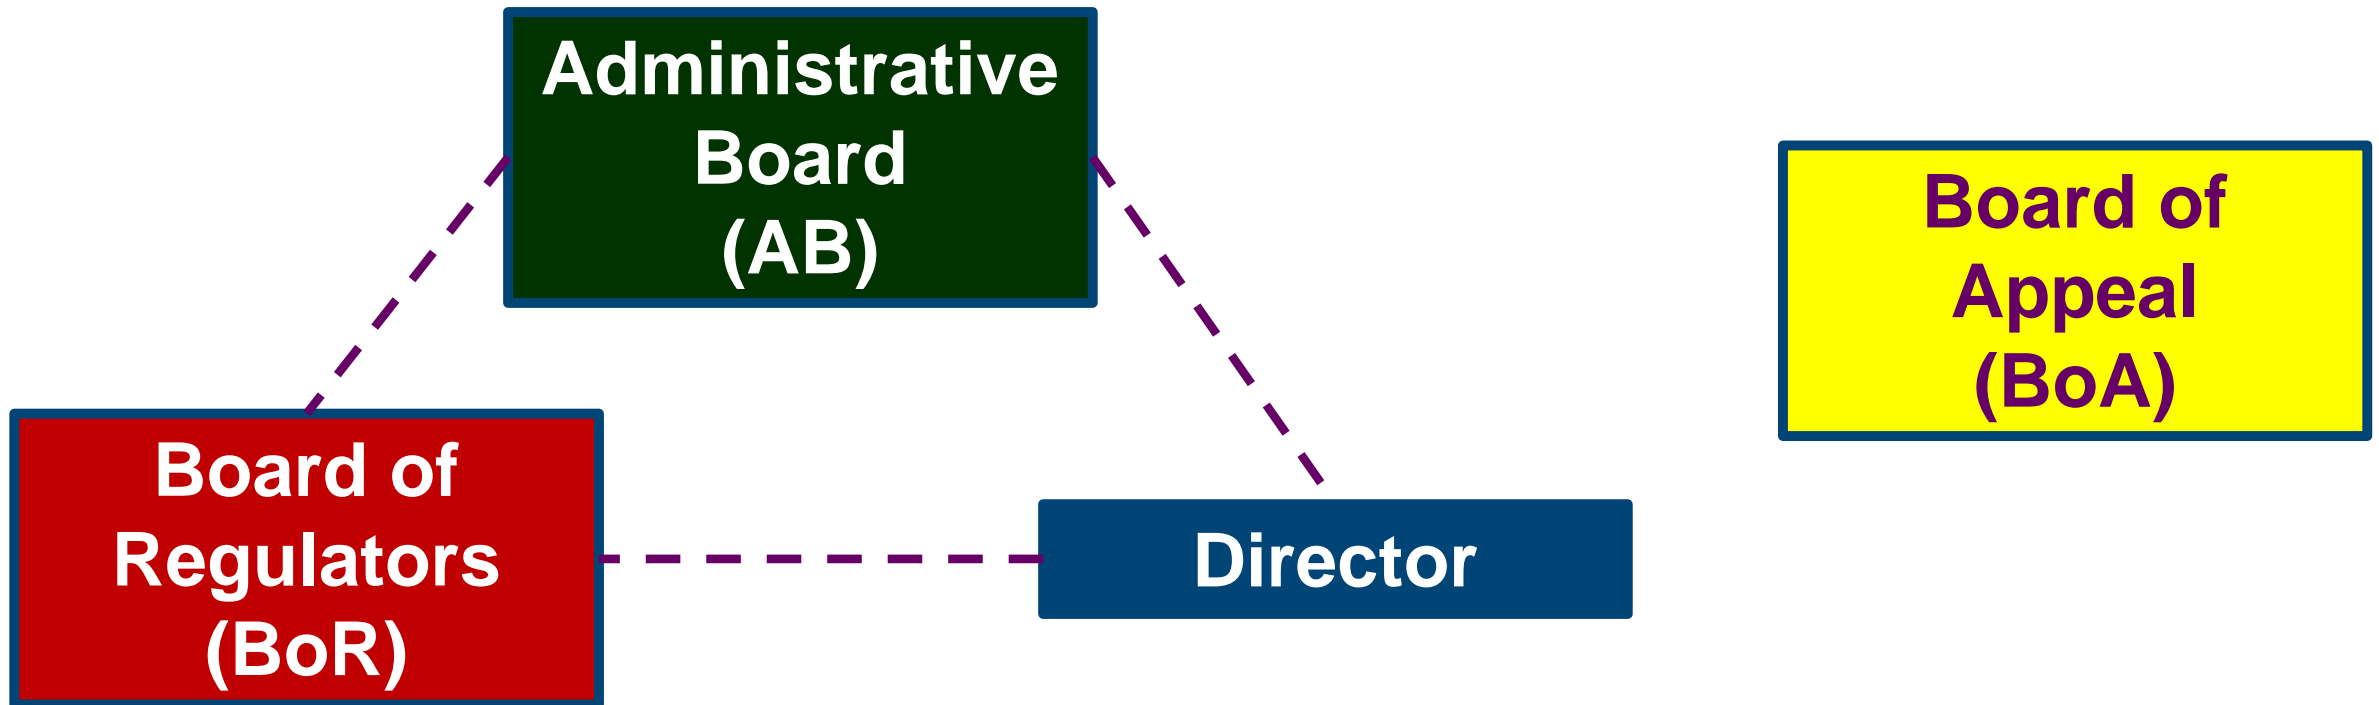 Administrative
Board
(AB)
Board of
Appeal
(BoA)
Board of
Regulators
(BoR)
Director